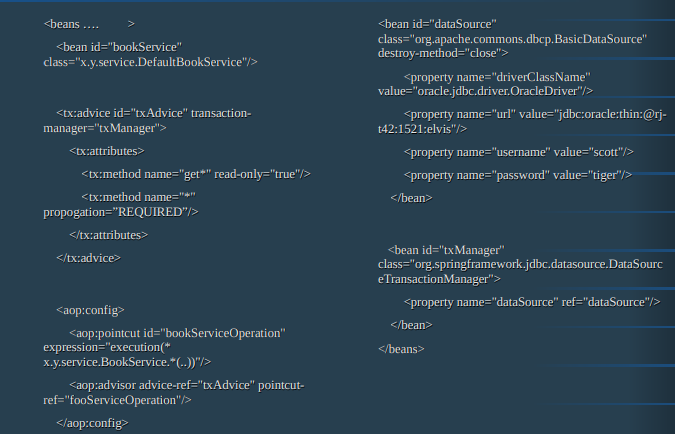 <beans ….          >
<bean id="bookService"
class="x.y.service.DefaultBookService"/>
<tx:advice id="txAdvice" transaction-
manager="txManager">
<tx:attributes>
<tx:method name="get*" read-only="true"/>
<tx:method name="*"
propogation=”REQUIRED”/>
</tx:attributes>
</tx:advice>
<aop:config>
<aop:pointcut id="bookServiceOperation"
expression="execution(*
x.y.service.BookService.*(..))"/>
<aop:advisor advice-ref="txAdvice" pointcut-
ref="fooServiceOperation"/>
</aop:config>
<bean id="dataSource"
class="org.apache.commons.dbcp.BasicDataSource"
destroy-method="close">
<property name="driverClassName"
value="oracle.jdbc.driver.OracleDriver"/>
<property name="url" value="jdbc:oracle:thin:@rj-
t42:1521:elvis"/>
<property name="username" value="scott"/>
<property name="password" value="tiger"/>
</bean>
<bean id="txManager"
class="org.springframework.jdbc.datasource.DataSourc
eTransactionManager">
<property name="dataSource" ref="dataSource"/>
</bean>
</beans>